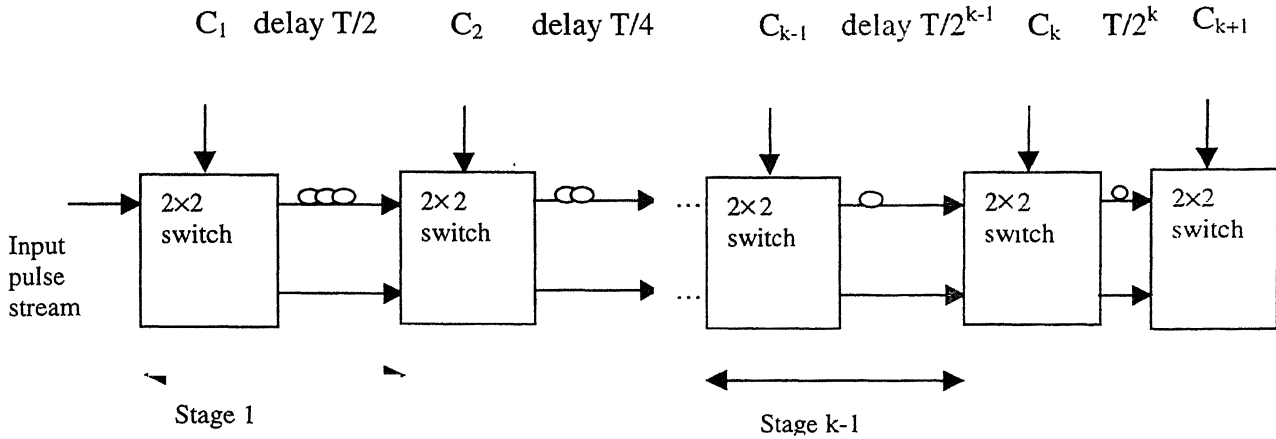 C₁ delay T/2 C₂ delay T/4 Cₖ₋₁ delay T/2ᵏ⁻¹ Cₖ T/2ᵏ Cₖ₊₁
2×2 switch
2×2 switch
... 2×2 switch
2×2 switch
2×2 switch
...
Input
pulse
stream
Stage 1
Stage k-1